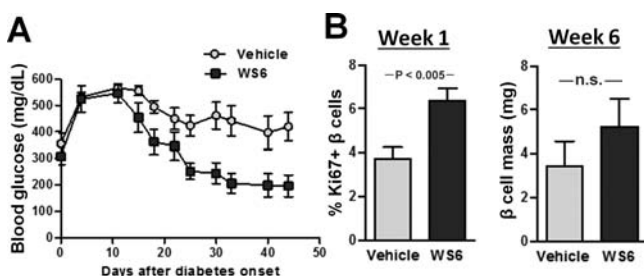 A
Vehicle
WS6
Blood glucose (mg/dL)
600
500
400
300
200
100
0
0 10 20 30 40 50
Days after diabetes onset
B
Week 1
P < 0.005
% Ki67+ β cells
8
6
4
2
0
Vehicle WS6
Week 6
n.s.
β cell mass (mg)
8
6
4
2
0
Vehicle WS6